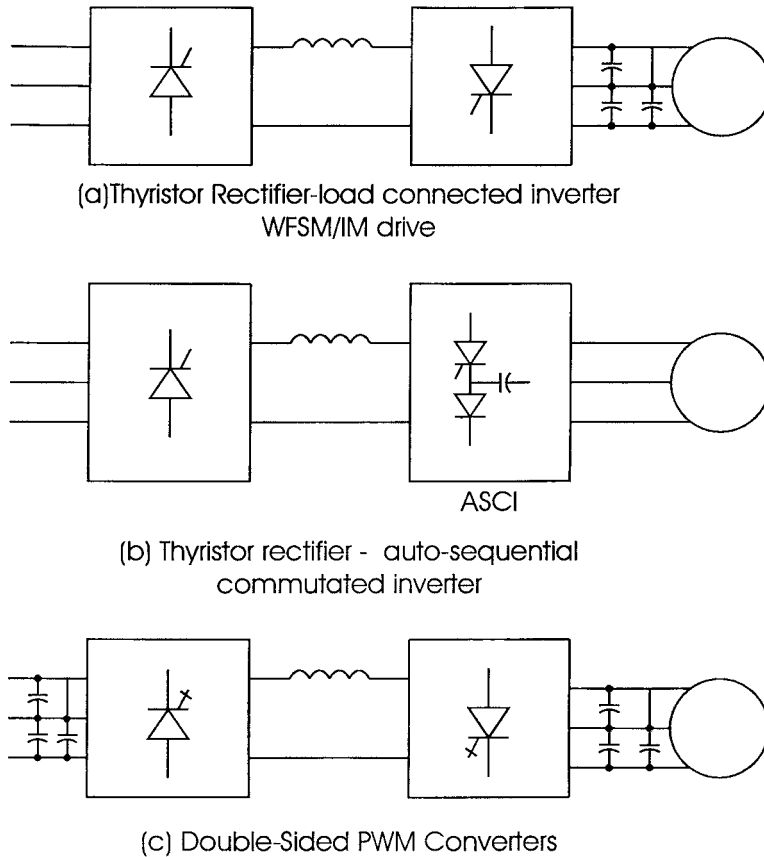 (a)Thyristor Rectifier-load connected inverter
WFSM/IM drive
ASCI
(b) Thyristor rectifier - auto-sequential
commutated inverter
(c) Double-Sided PWM Converters